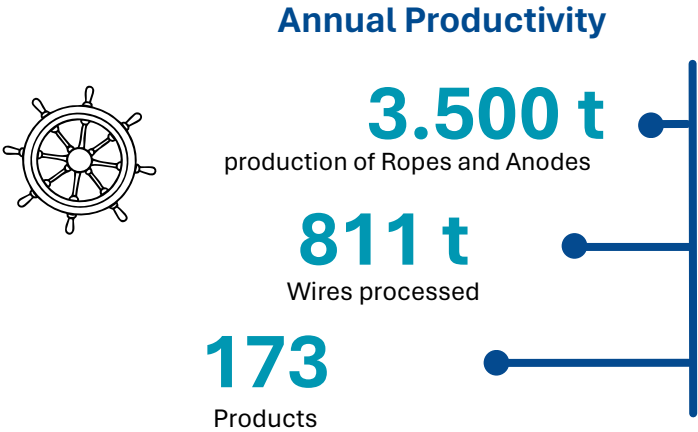 Annual Productivity
3.500 t
production of Ropes and Anodes
811 t
Wires processed
173
Products